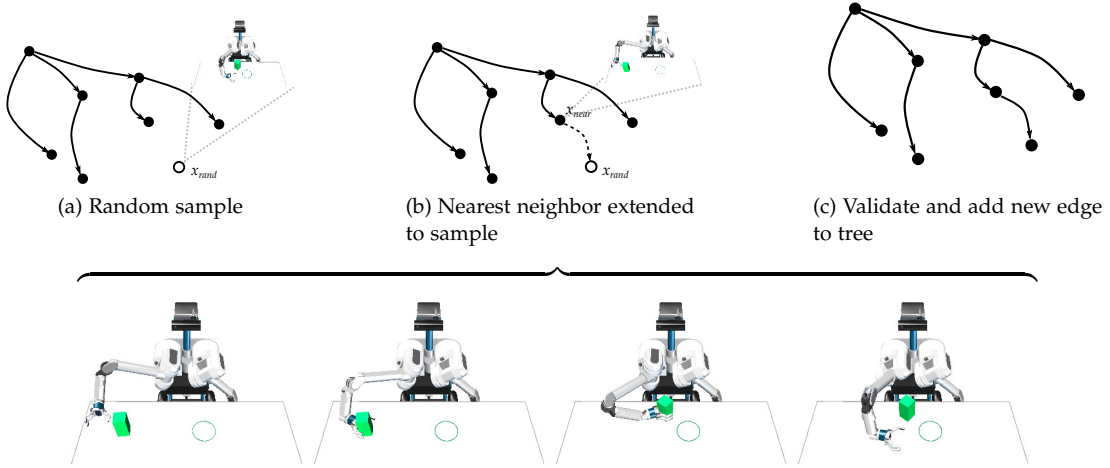 x_rand
(a) Random sample
x_near
x_rand
(b) Nearest neighbor extended
to sample
(c) Validate and add new edge
to tree